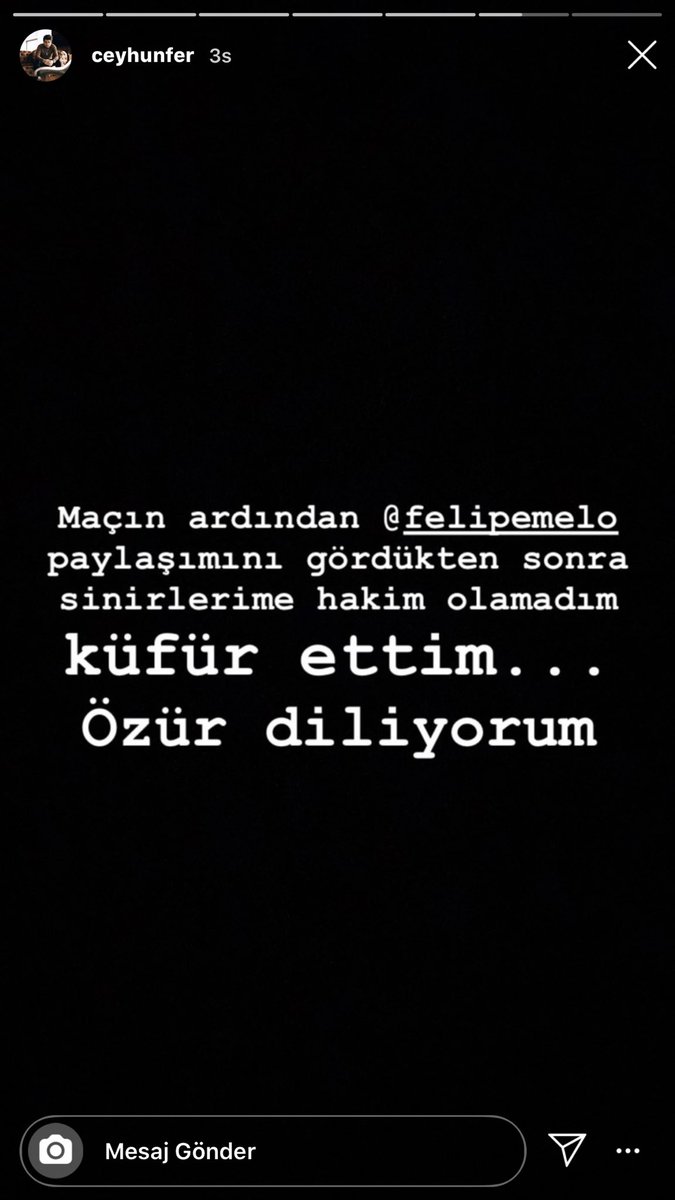 ceyhunfer 3s
Maçın ardından @felipemelo
paylaşımını gördükten sonra
sinirlerime hakim olamadım
küfür ettim...
Özür diliyorum
Mesaj Gönder